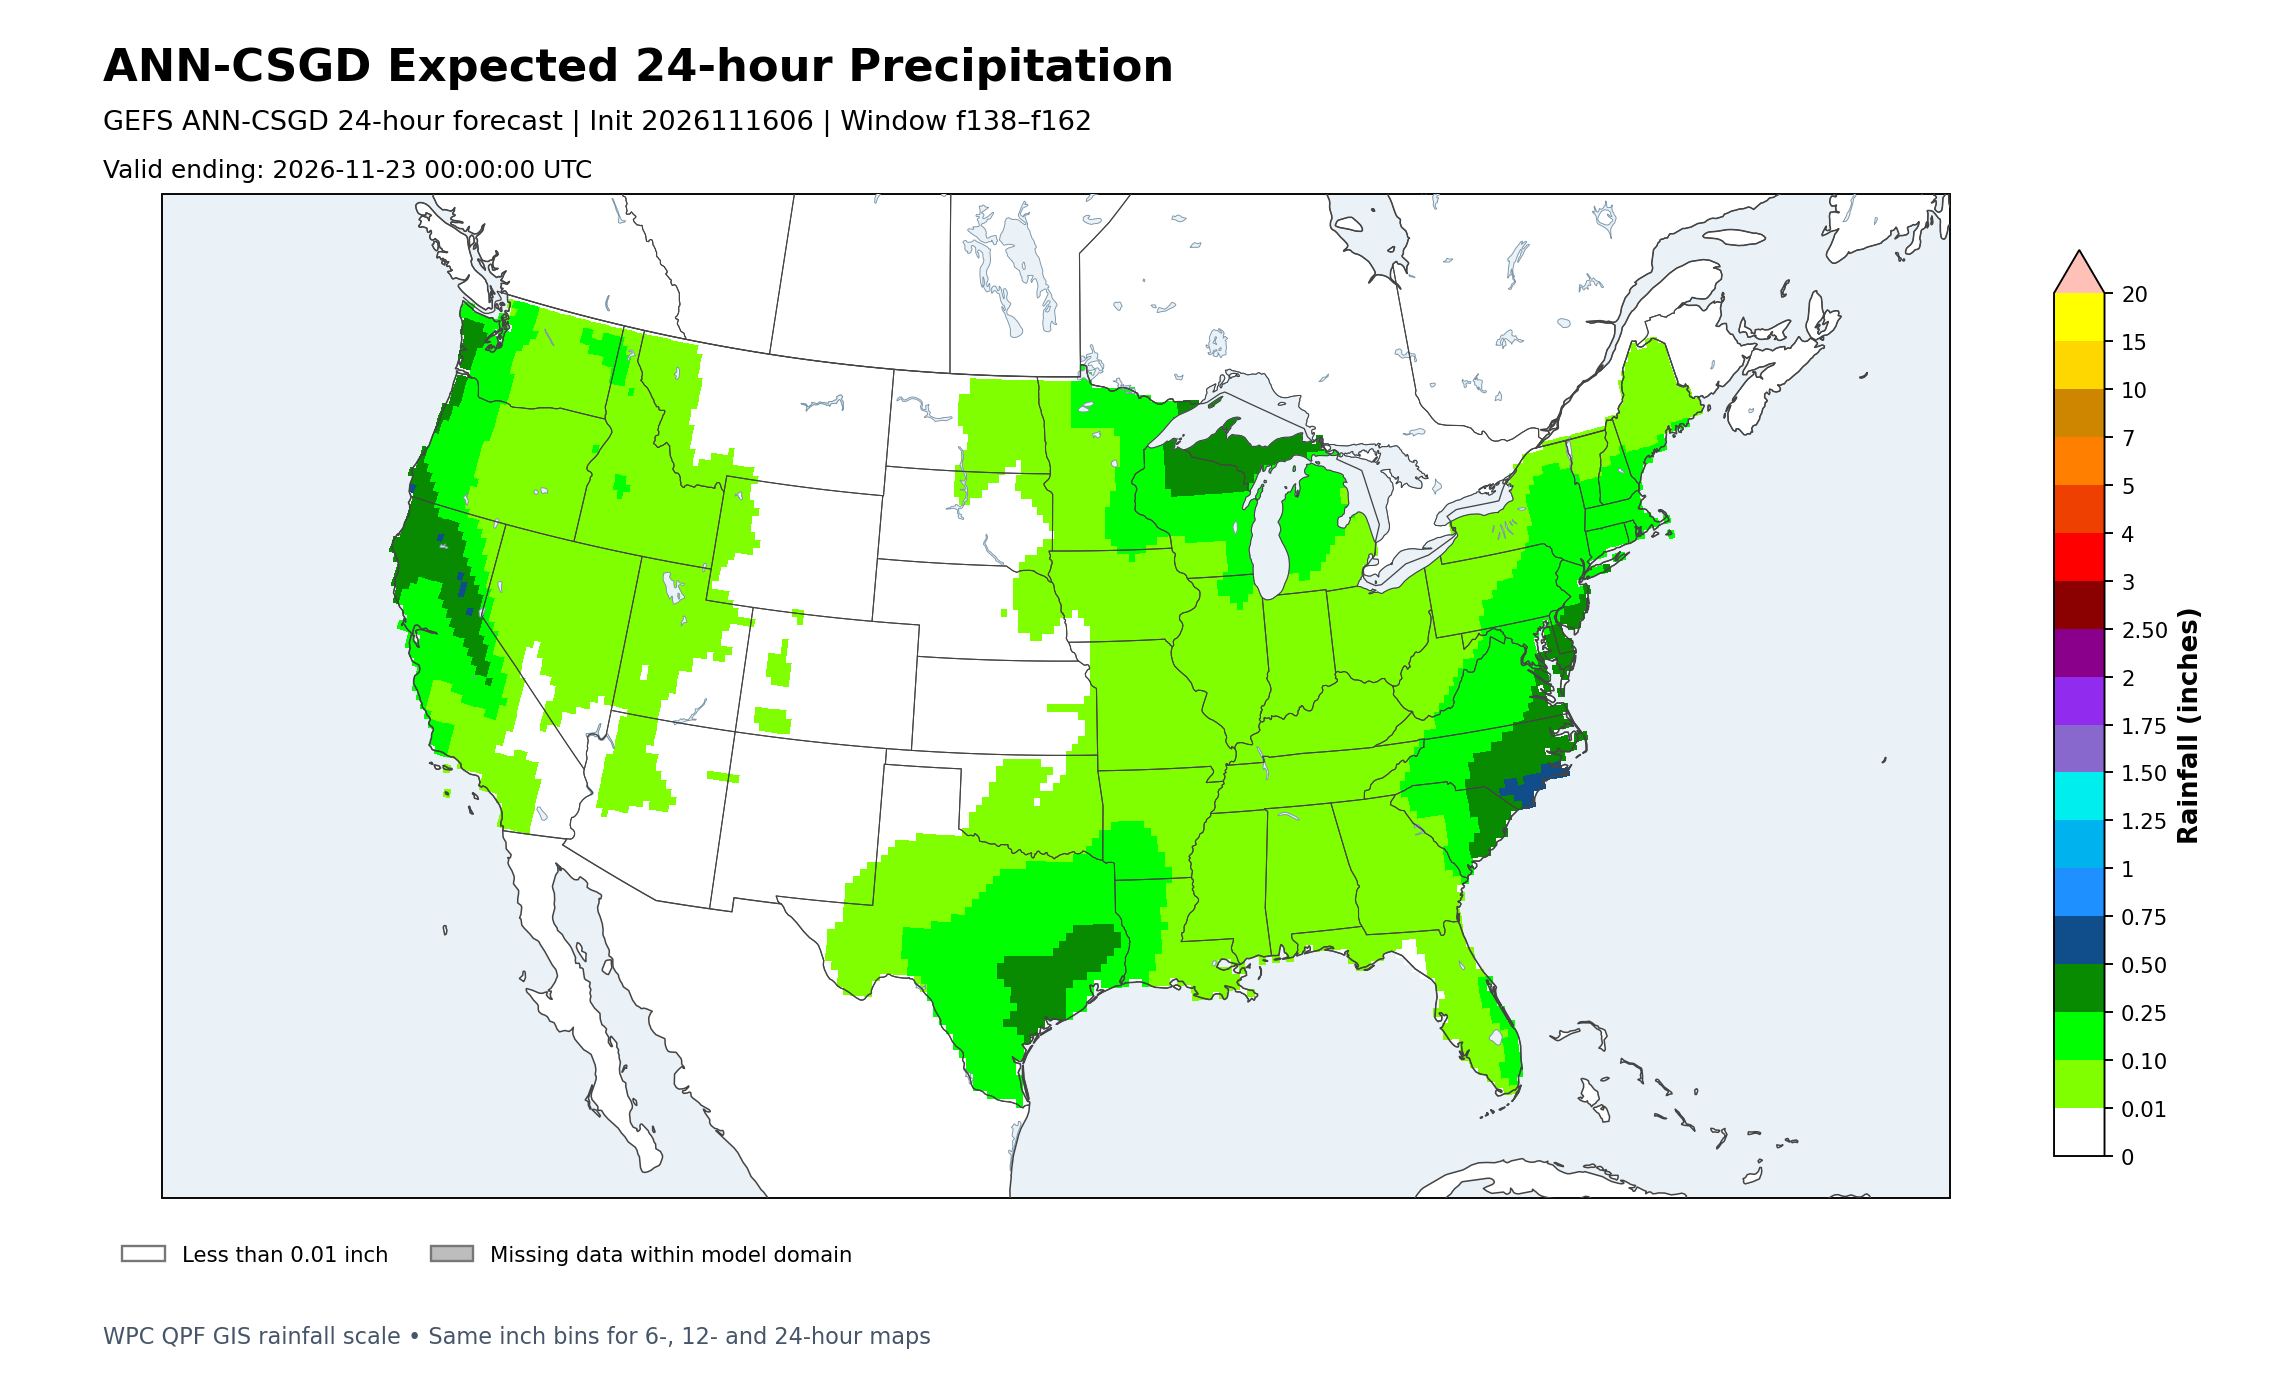 ANN-CSGD Expected 24-hour Precipitation
GEFS ANN-CSGD 24-hour forecast | Init 2026111606 | Window f138–f162
Valid ending: 2026-11-23 00:00:00 UTC
20
15
10
7
5
4
3
2.50
2
1.75
1.50
1.25
1
0.75
0.50
0.25
0.10
0.01
0
Rainfall (inches)
Less than 0.01 inch
Missing data within model domain
WPC QPF GIS rainfall scale • Same inch bins for 6-, 12- and 24-hour maps